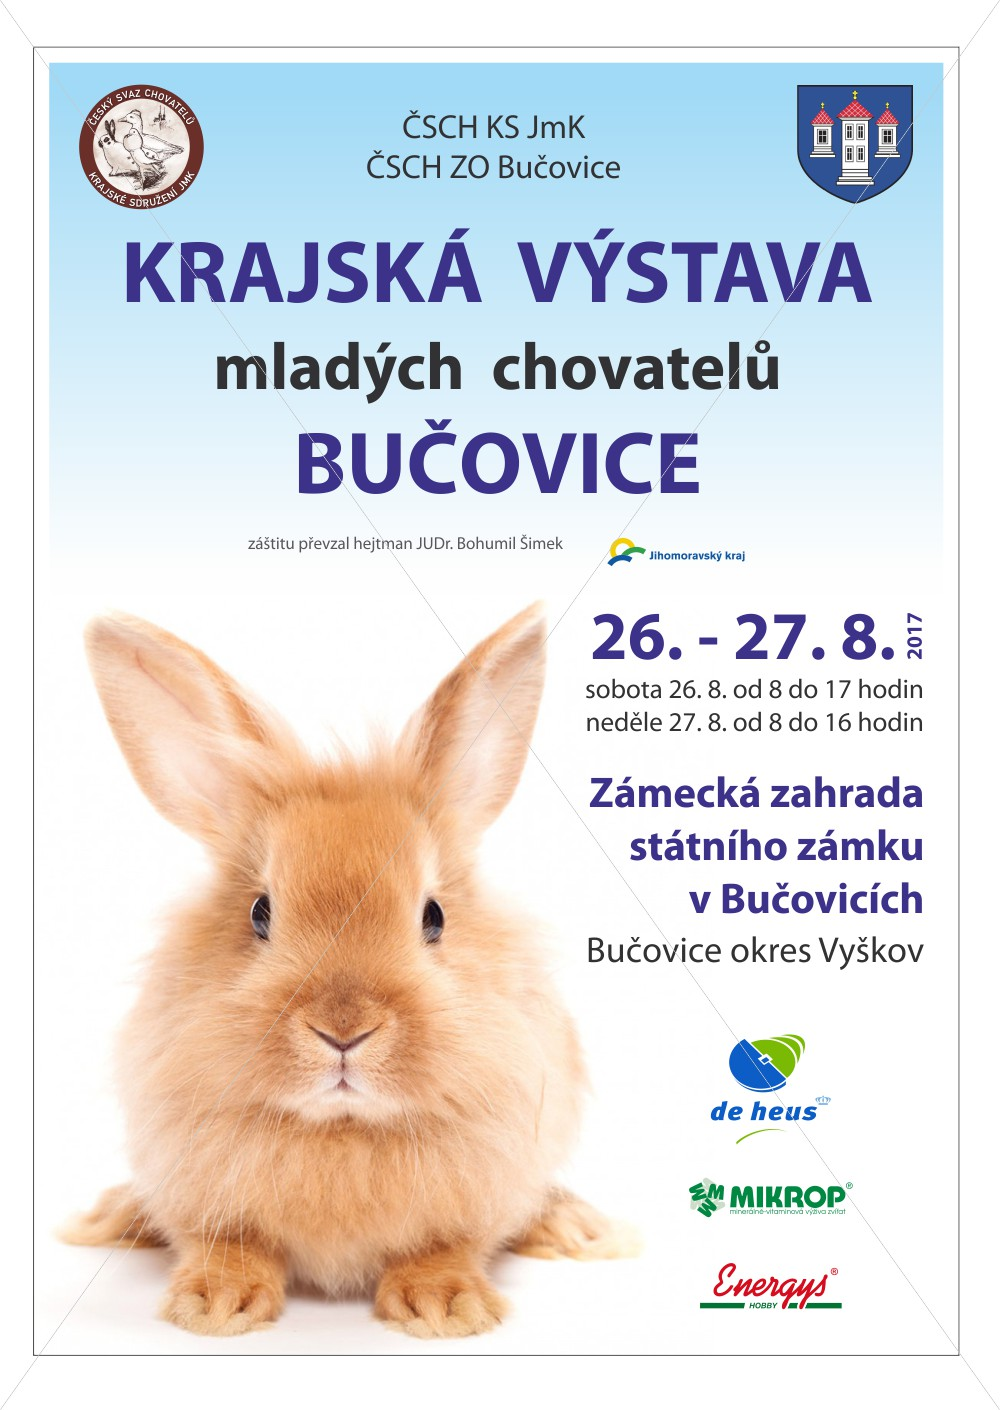 ČESKÝ SVAZ CHOVATELŮ
KRAJSKÉ SDRUŽENÍ JMK
ČSCH KS JmK
ČSCH ZO Bučovice
KRAJSKÁ VÝSTAVA
mladých chovatelů
BUČOVICE
záštitu převzal hejtman JUDr. Bohumil Šimek
Jihomoravský kraj
26. - 27. 8. 2017
sobota 26. 8. od 8 do 17 hodin
neděle 27. 8. od 8 do 16 hodin
Zámecká zahrada
státního zámku
v Bučovicích
Bučovice okres Vyškov
de heus
MIKROP®
minerálně-vitaminová výživa zvířat
Energys®
HOBBY